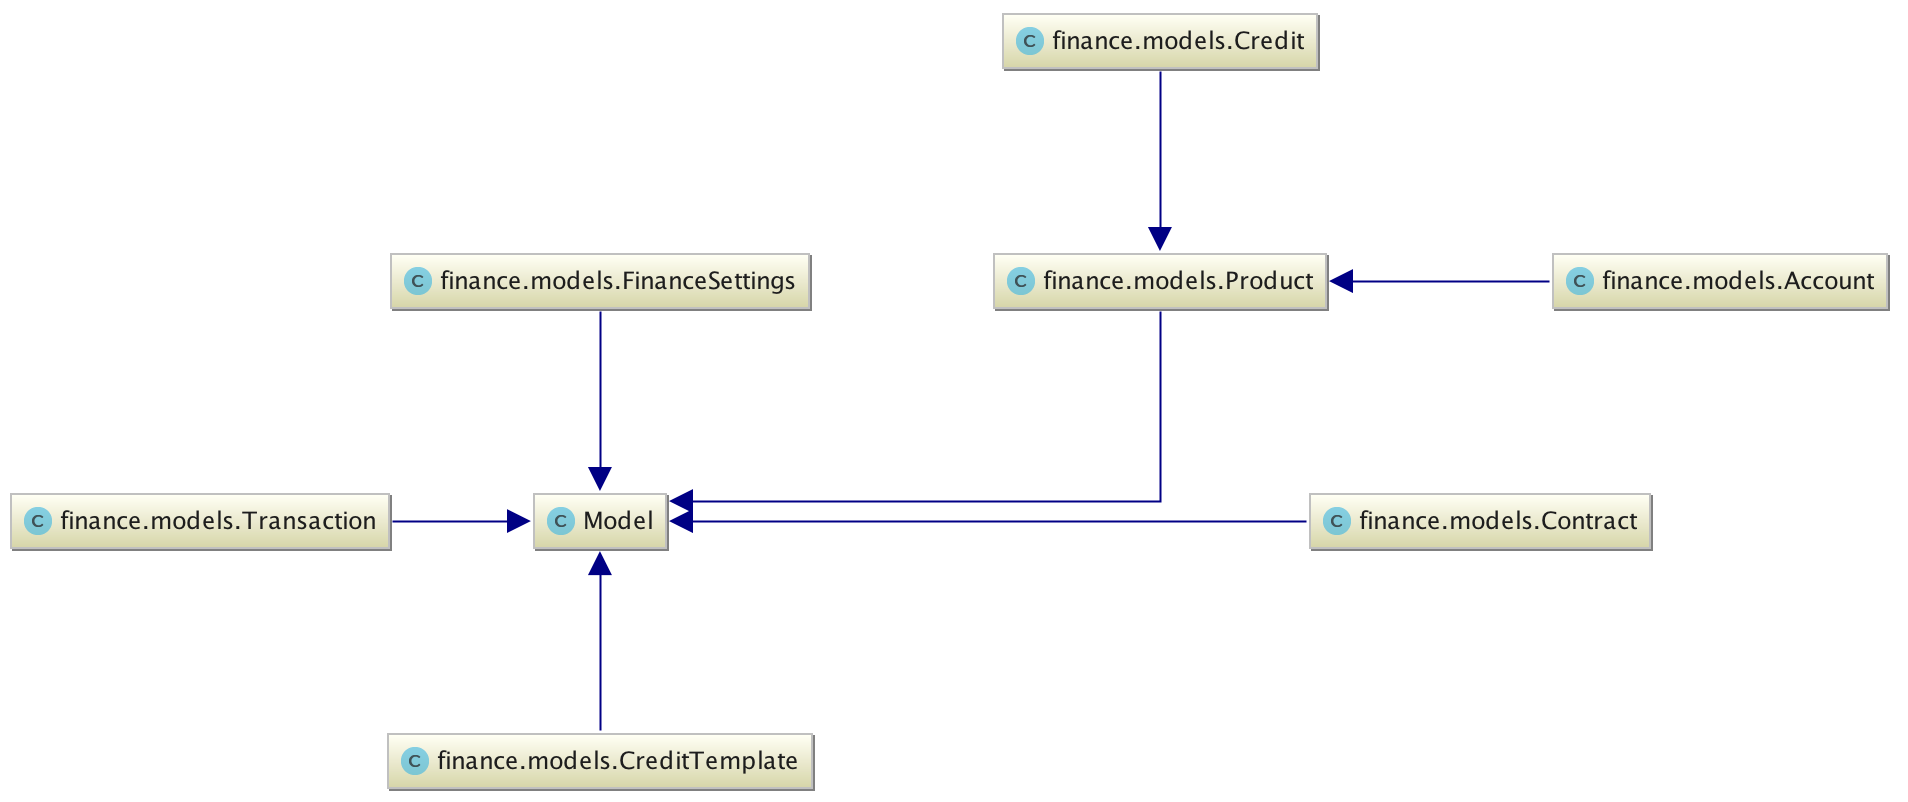 C finance.models.Credit
C finance.models.FinanceSettings
C finance.models.Product
C finance.models.Account
C finance.models.Transaction
C Model
C finance.models.Contract
C finance.models.CreditTemplate